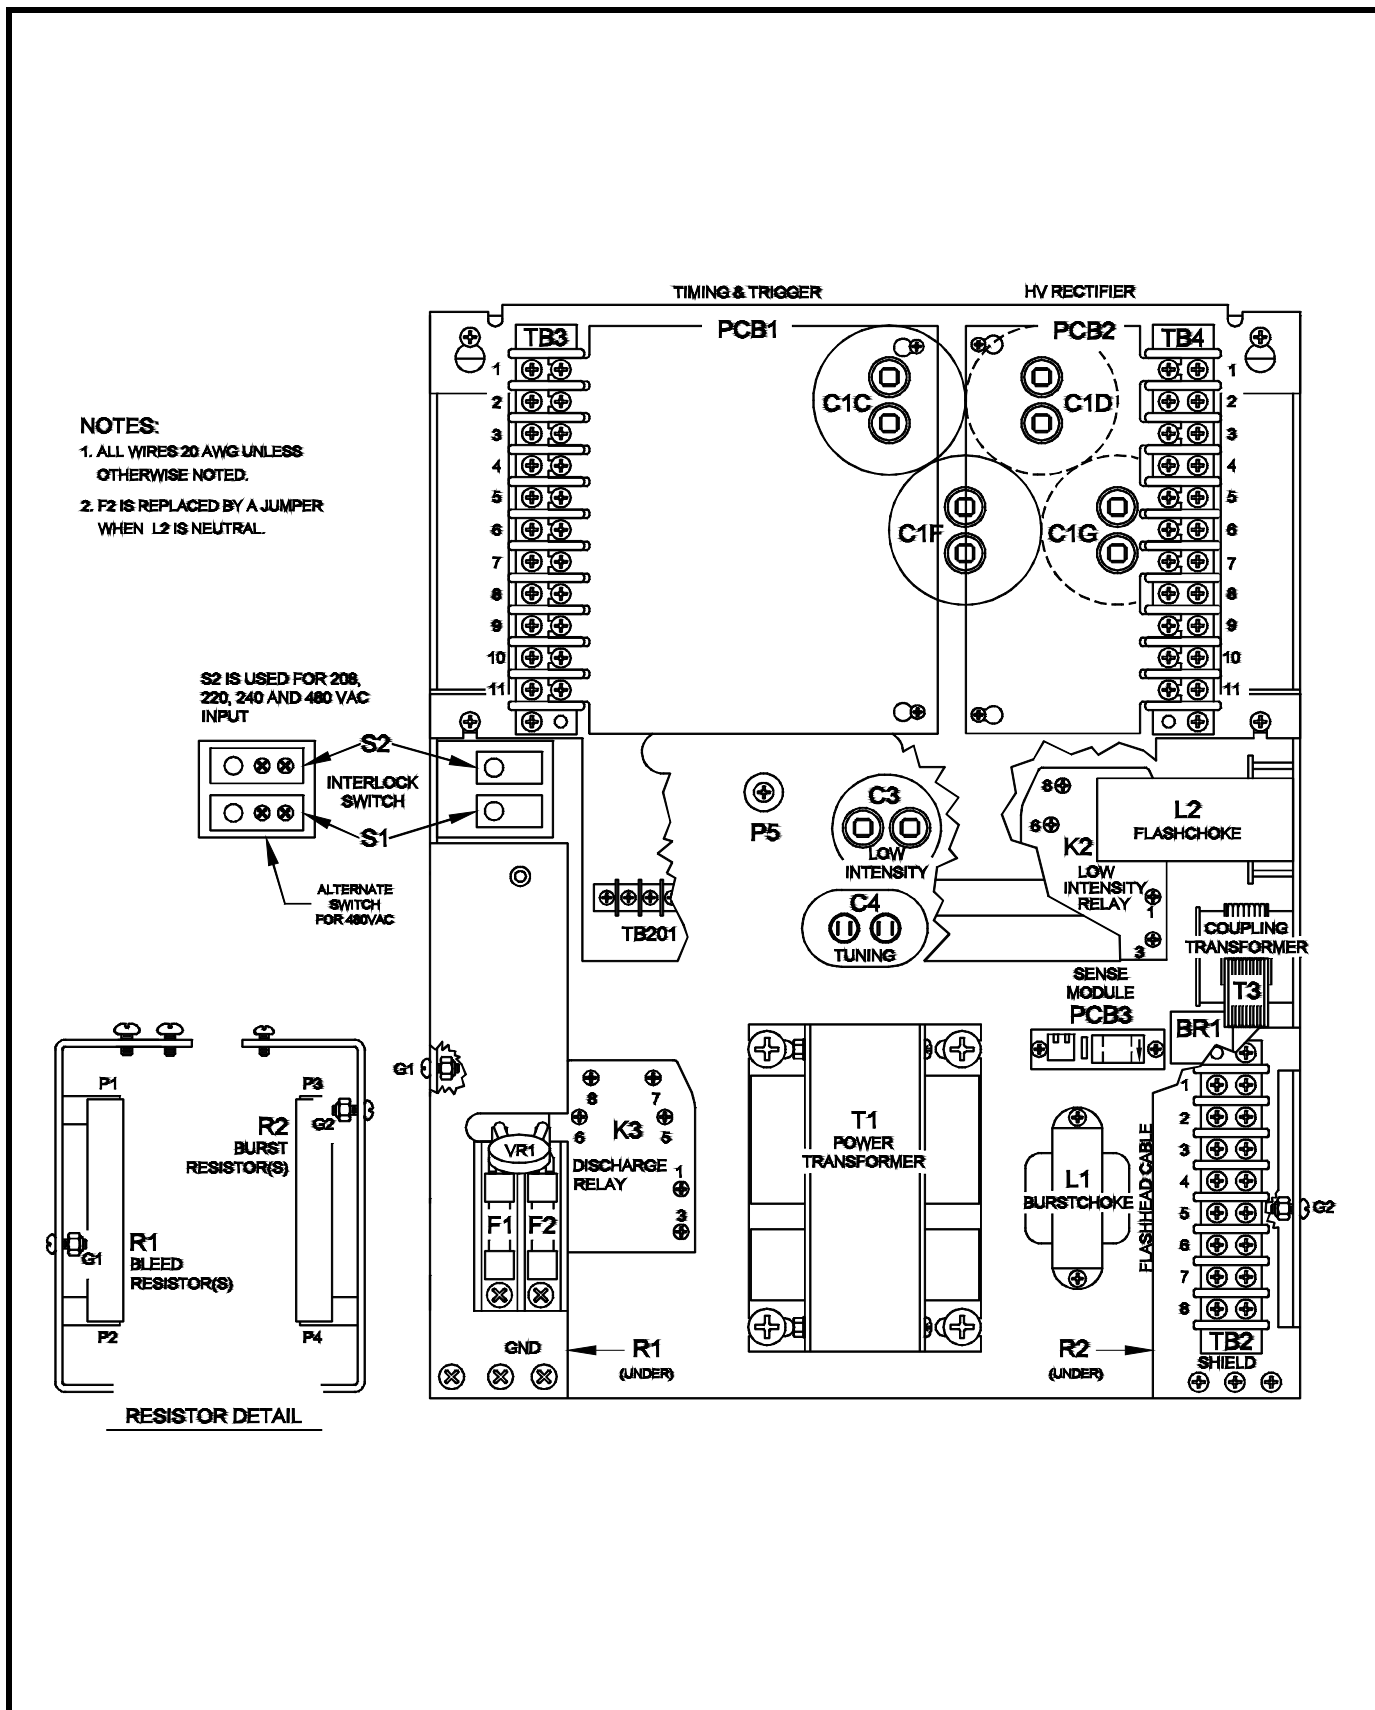 TIMING & TRIGGER
HV RECTIFIER
TB3
PCB1
PCB2
TB4
1
2
3
4
5
6
7
8
9
10
11
C1C
C1D
C1F
C1G
1
2
3
4
5
6
7
8
9
10
11
NOTES:
1. ALL WIRES 20 AWG UNLESS
OTHERWISE NOTED.
2. F2 IS REPLACED BY A JUMPER
WHEN L2 IS NEUTRAL.
S2 IS USED FOR 208,
220, 240 AND 480 VAC
INPUT
S2
INTERLOCK
SWITCH
S1
ALTERNATE
SWITCH
FOR 480VAC
P5
C3
LOW
INTENSITY
C4
TUNING
TB201
8
6
K2
LOW
INTENSITY
RELAY
1
3
L2
FLASHCHOKE
COUPLING
TRANSFORMER
T3
SENSE
MODULE
PCB3
BR1
P1
P3
R2
BURST
RESISTOR(S)
G2
R1
BLEED
RESISTOR(S)
G1
P2
P4
RESISTOR DETAIL
G1
8
7
6
K3
5
DISCHARGE
RELAY
1
3
VR1
F1
F2
GND
R1
(UNDER)
T1
POWER
TRANSFORMER
L1
BURSTCHOKE
FLASHHEAD CABLE
R2
(UNDER)
1
2
3
4
5
6
7
8
G2
TB2
SHIELD